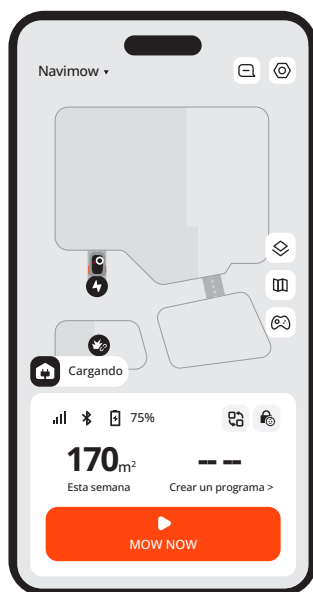 Navimow ▾
Cargando
75%
170m²
-- --
Esta semana
Crear un programa >
MOW NOW